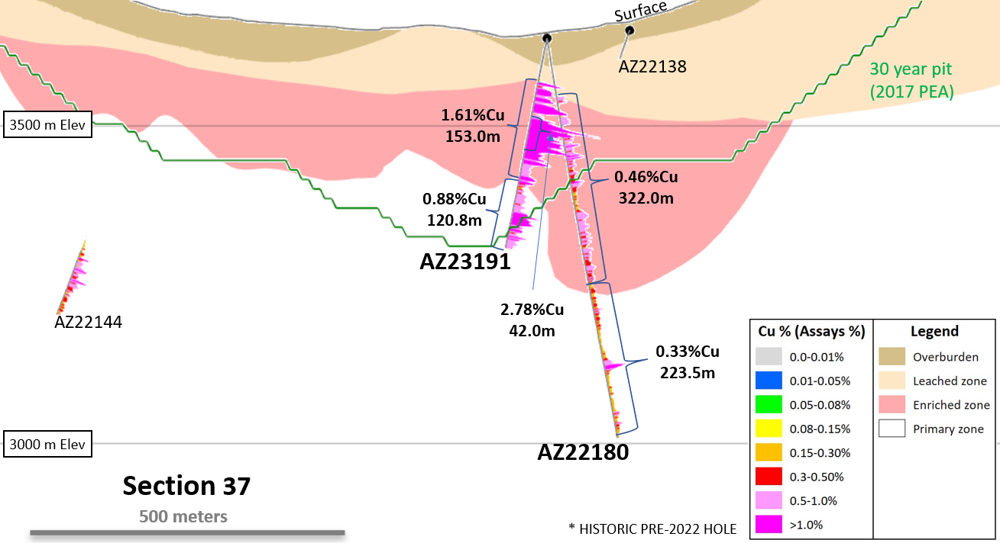 Surface
AZ22138
30 year pit
(2017 PEA)
3500 m Elev
1.61%Cu
153.0m
0.46%Cu
322.0m
0.88%Cu
120.8m
AZ23191
2.78%Cu
42.0m
AZ22144
0.33%Cu
223.5m
3000 m Elev
AZ22180
Section 37
500 meters
* HISTORIC PRE-2022 HOLE
Cu % (Assays %)
0.0-0.01%
0.01-0.05%
0.05-0.08%
0.08-0.15%
0.15-0.30%
0.3-0.50%
0.5-1.0%
>1.0%
Legend
Overburden
Leached zone
Enriched zone
Primary zone